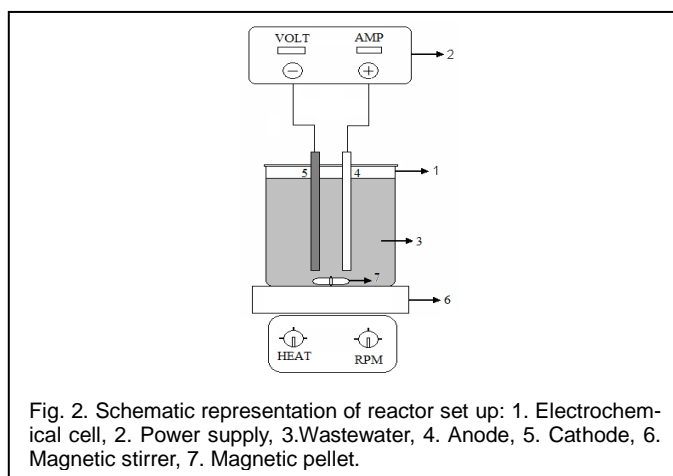 VOLT AMP
2
− +
1
5 4
3
7
6
HEAT RPM
Fig. 2. Schematic representation of reactor set up: 1. Electrochem-
ical cell, 2. Power supply, 3.Wastewater, 4. Anode, 5. Cathode, 6.
Magnetic stirrer, 7. Magnetic pellet.